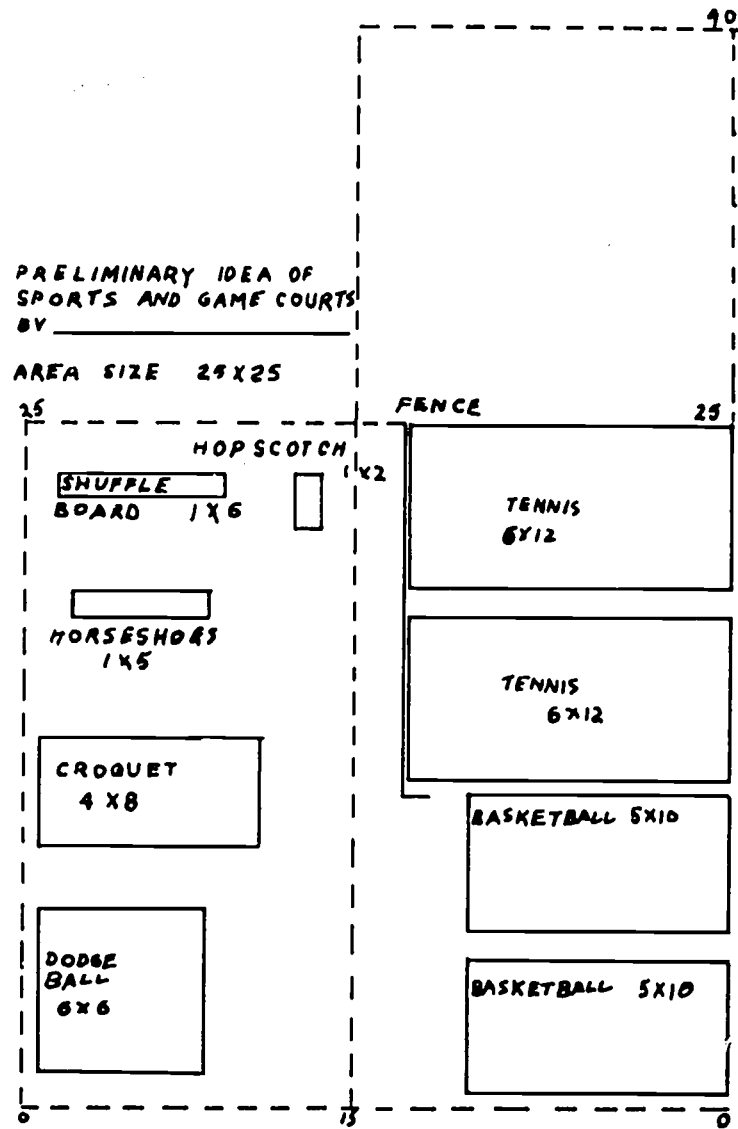 40
PRELIMINARY IDEA OF
SPORTS AND GAME COURTS
BY
AREA SIZE 25X25
25
FENCE
25
HOPSCOTCH
1X2
SHUFFLE
BOARD 1X6
TENNIS
6X12
HORSESHOES
1X5
TENNIS
6X12
CROQUET
4X8
BASKETBALL 5X10
DODGE
BALL
6X6
BASKETBALL 5X10
0
13
0